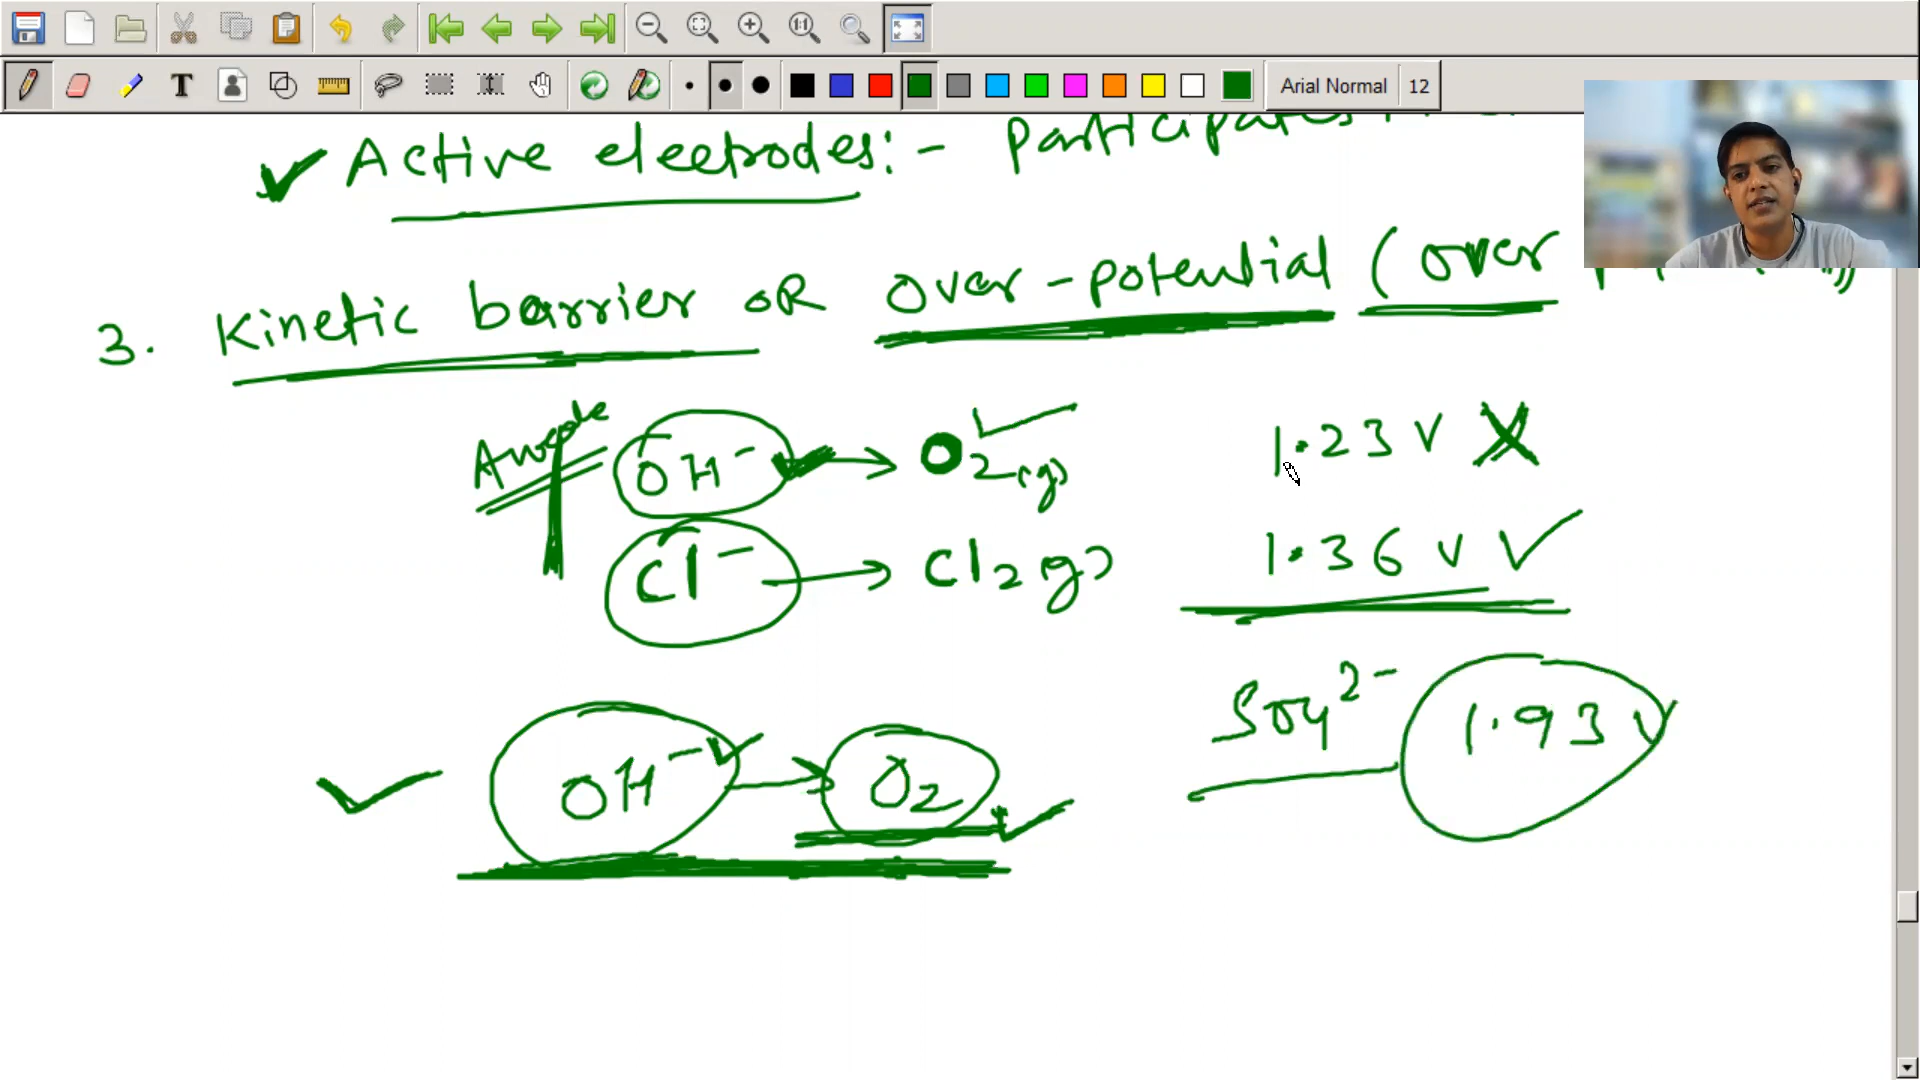 T Arial Normal 12
✓ Active electrodes:- Participates
3. Kinetic barrier OR Over-potential (over
Anode OH⁻ → O2(g) ✓ 1.23 V X
Cl⁻ → Cl2(g) 1.36 V ✓
SO4²⁻ 1.93 V
✓ OH⁻ ✓ → O2 ✓